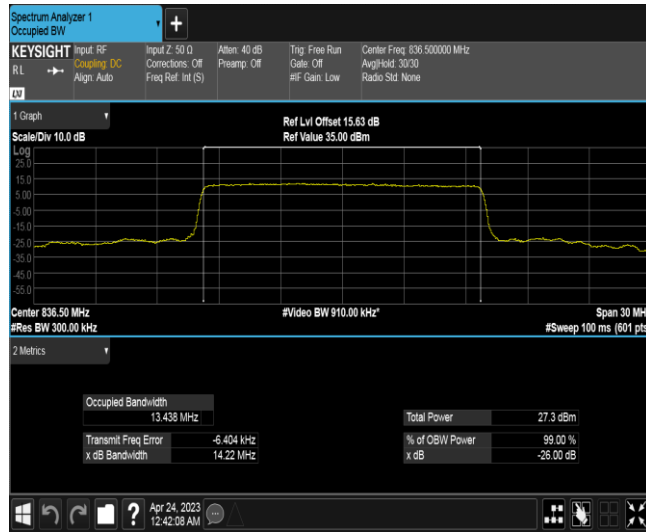 Spectrum Analyzer 1
Occupied BW
+
KEYSIGHT
RL
LXI
Input: RF
Coupling: DC
Align: Auto
Input Z: 50 Ω
Corrections: Off
Freq Ref: Int (S)
Atten: 40 dB
Preamp: Off
Trig: Free Run
Gate: Off
#IF Gain: Low
Center Freq: 836.500000 MHz
Avg|Hold: 30/30
Radio Std: None
1 Graph
Scale/Div 10.0 dB
Ref Lvl Offset 15.63 dB
Ref Value 35.00 dBm
Log
25.0
15.0
5.00
-5.00
-15.0
-25.0
-35.0
-45.0
-55.0
Center 836.50 MHz
#Video BW 910.00 kHz*
Span 30 MH
#Res BW 300.00 kHz
#Sweep 100 ms (601 pts
2 Metrics
Occupied Bandwidth
13.438 MHz
Transmit Freq Error -6.404 kHz
x dB Bandwidth 14.22 MHz
Total Power 27.3 dBm
% of OBW Power 99.00 %
x dB -26.00 dB
?
Apr 24, 2023
12:42:08 AM